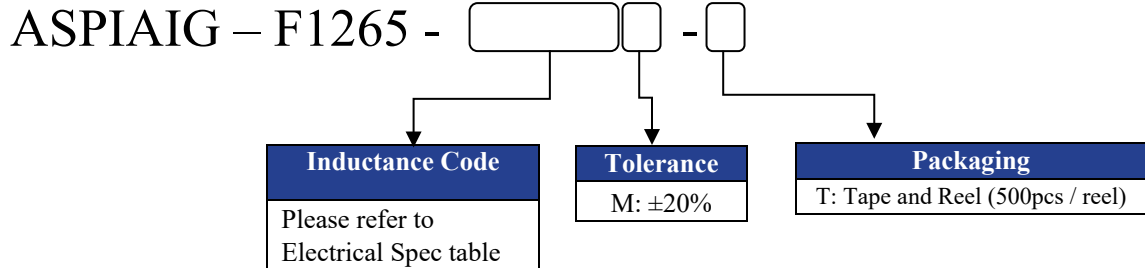 ASPIAIG – F1265 - -
Inductance Code
Please refer to
Electrical Spec table
Tolerance
M: ±20%
Packaging
T: Tape and Reel (500pcs / reel)